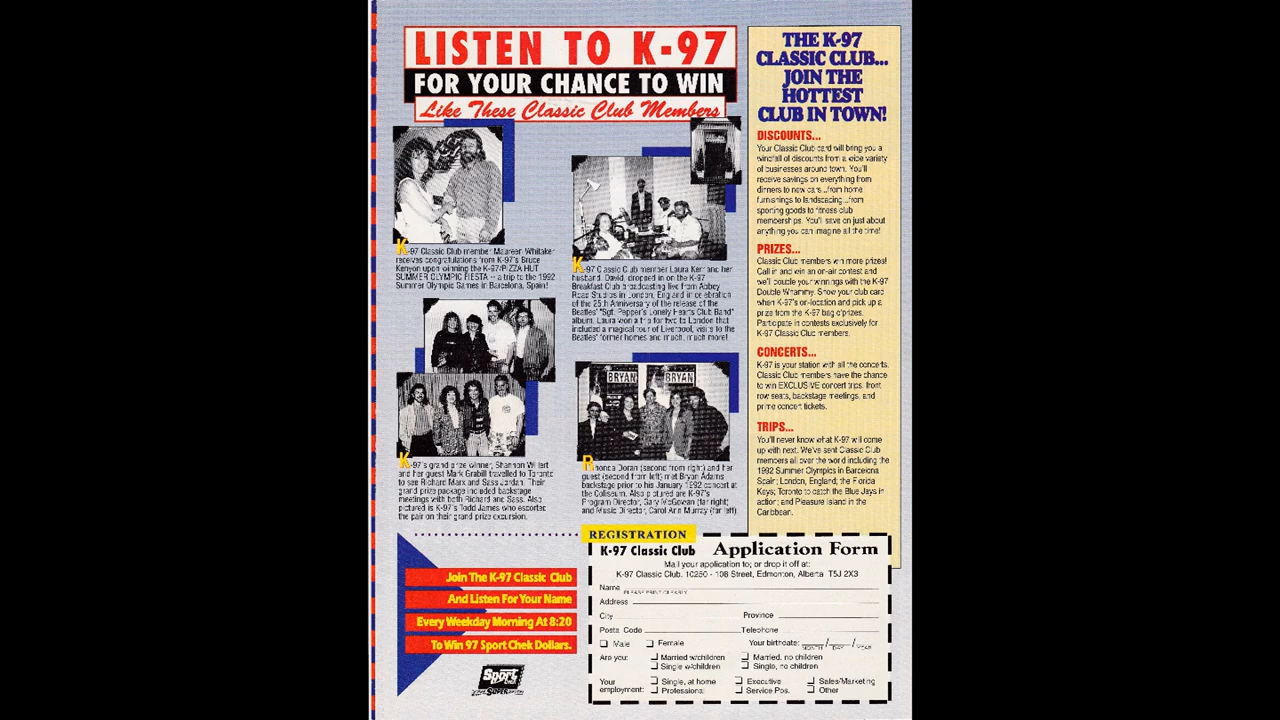 LISTEN TO K-97
FOR YOUR CHANCE TO WIN
Like These Classic Club Members
K-97 Classic Club member Maureen Whitaker
receives congratulations from K-97's Bruce
Kenyon upon winning the K-97/PIZZA HUT
SUMMER OLYMPIC FIESTA -- a trip to the 1992
Summer Olympic Games in Barcelona, Spain!
K-97 Classic Club member Laura Kerr and her
husband, David, dropped in on the K-97
Breakfast Club broadcasting live from Abbey
Road Studios in London, England in celebration
of the 25th Anniversary of the release of the
Beatles' "Sgt. Pepper's Lonely Hearts Club Band"
album. Laura won a trip for two to London that
included a magical tour of Liverpool, visits to the
Beatles' former homes and much, much more!
K-97's grand prize winner, Shannon Willert
and her guest Mark Grabill travelled to Toronto
to see Richard Marx and Sass Jordan. Their
grand prize package included backstage
meetings with both Richard and Sass. Also
pictured is K-97's Todd James who escorted
the pair on their grand prize excursion.
BRYAN BRYAN
Rhonda Doran (second from right) and her
guest (second from left) met Bryan Adams
backstage prior to his January 1992 concert at
the Coliseum. Also pictured are K-97's
Program Director, Gary McGowan (far right)
and Music Director, Carol Ann Murray (far left).
THE K-97
CLASSIC CLUB...
JOIN THE
HOTTEST
CLUB IN TOWN!
DISCOUNTS...
Your Classic Club card will bring you a
windfall of discounts from a wide variety
of businesses around town. You'll
receive savings on everything from
dinners to new cars...from home
furnishings to landscaping...from
sporting goods to fitness club
memberships. You'll save on just about
anything you can imagine all the time!
PRIZES...
Classic Club members win more prizes!
Call in and win an on-air contest and
we'll double your winnings with the K-97
Double Whammy. Show your club card
when K-97's on-location and pick up a
prize from the K-97 bag o'prizes.
Participate in contests exclusively for
K-97 Classic Club members.
CONCERTS...
K-97 is your station with all the concerts.
Classic Club members have the chance
to win EXCLUSIVE concert trips, front
row seats, backstage meetings, and
prime concert tickets.
TRIPS...
You'll never know what K-97 will come
up with next. We've sent Classic Club
members all over the world including the
1992 Summer Olympics in Barcelona
Spain; London, England; the Florida
Keys; Toronto to catch the Blue Jays in
action; and Pleasure Island in the
Caribbean.
Join The K-97 Classic Club
And Listen For Your Name
Every Weekday Morning At 8:20
To Win 97 Sport Chek Dollars.
Sport
REGISTRATION
K-97 Classic Club Application Form
Mail your application to; or drop it off at:
K-97 Classic Club, 10250 - 108 Street, Edmonton, Alberta T5J 2X3
Name
PLEASE PRINT CLEARLY
Address
City Province
Postal Code Telephone
Male Female Your birthdate: / /
MONTH DAY YEAR
Are you: Married w/children Married, no children
Single w/children Single, no children
Your employment: Single, at home Executive Sales/Marketing
Professional Service Pos. Other